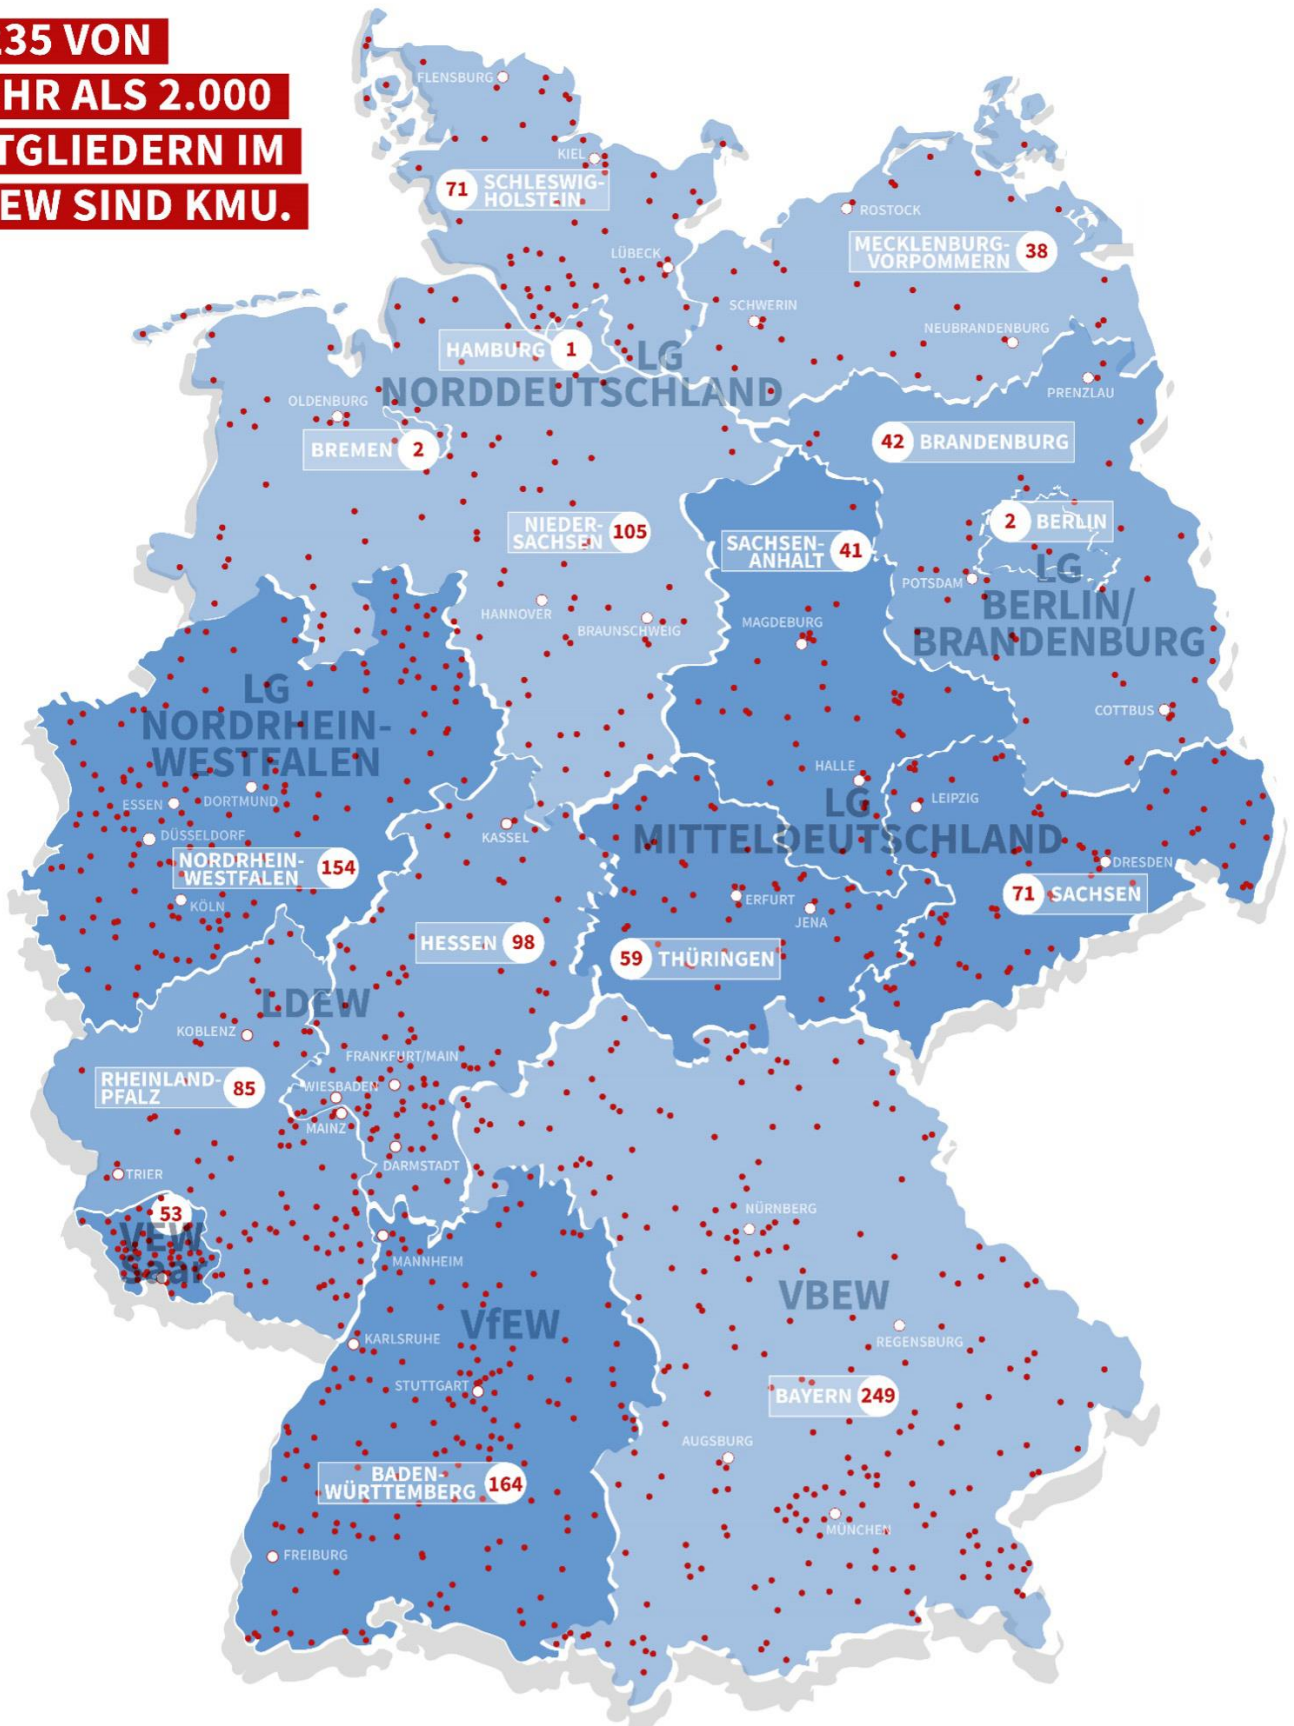 235 VON
HR ALS 2.000
TGLIEDERN IM
EW SIND KMU.
FLENSBURG
KIEL
71 SCHLESWIG-
HOLSTEIN
ROSTOCK
MECKLENBURG-
VORPOMMERN 38
LÜBECK
SCHWERIN
NEUBRANDENBURG
HAMBURG 1
LG
NORDDEUTSCHLAND
PRENZLAU
OLDENBURG
BREMEN 2
42 BRANDENBURG
NIEDER-
SACHSEN 105
2 BERLIN
SACHSEN-
ANHALT 41
LG
BERLIN/
BRANDENBURG
POTSDAM
HANNOVER
BRAUNSCHWEIG
MAGDEBURG
LG
NORDRHEIN-
WESTFALEN
COTTBUS
HALLE
LEIPZIG
ESSEN
DORTMUND
LG
MITTELDEUTSCHLAND
DÜSSELDORF
KASSEL
NORDRHEIN-
WESTFALEN 154
DRESDEN
71 SACHSEN
KÖLN
ERFURT
JENA
HESSEN 98
59 THÜRINGEN
LDEW
KOBLENZ
FRANKFURT/MAIN
RHEINLAND-
PFALZ 85
WIESBADEN
MAINZ
DARMSTADT
TRIER
53
VEW
Saar
NÜRNBERG
MANNHEIM
VBEW
VfEW
KARLSRUHE
REGENSBURG
STUTTGART
BAYERN 249
AUGSBURG
BADEN-
WÜRTTEMBERG 164
MÜNCHEN
FREIBURG